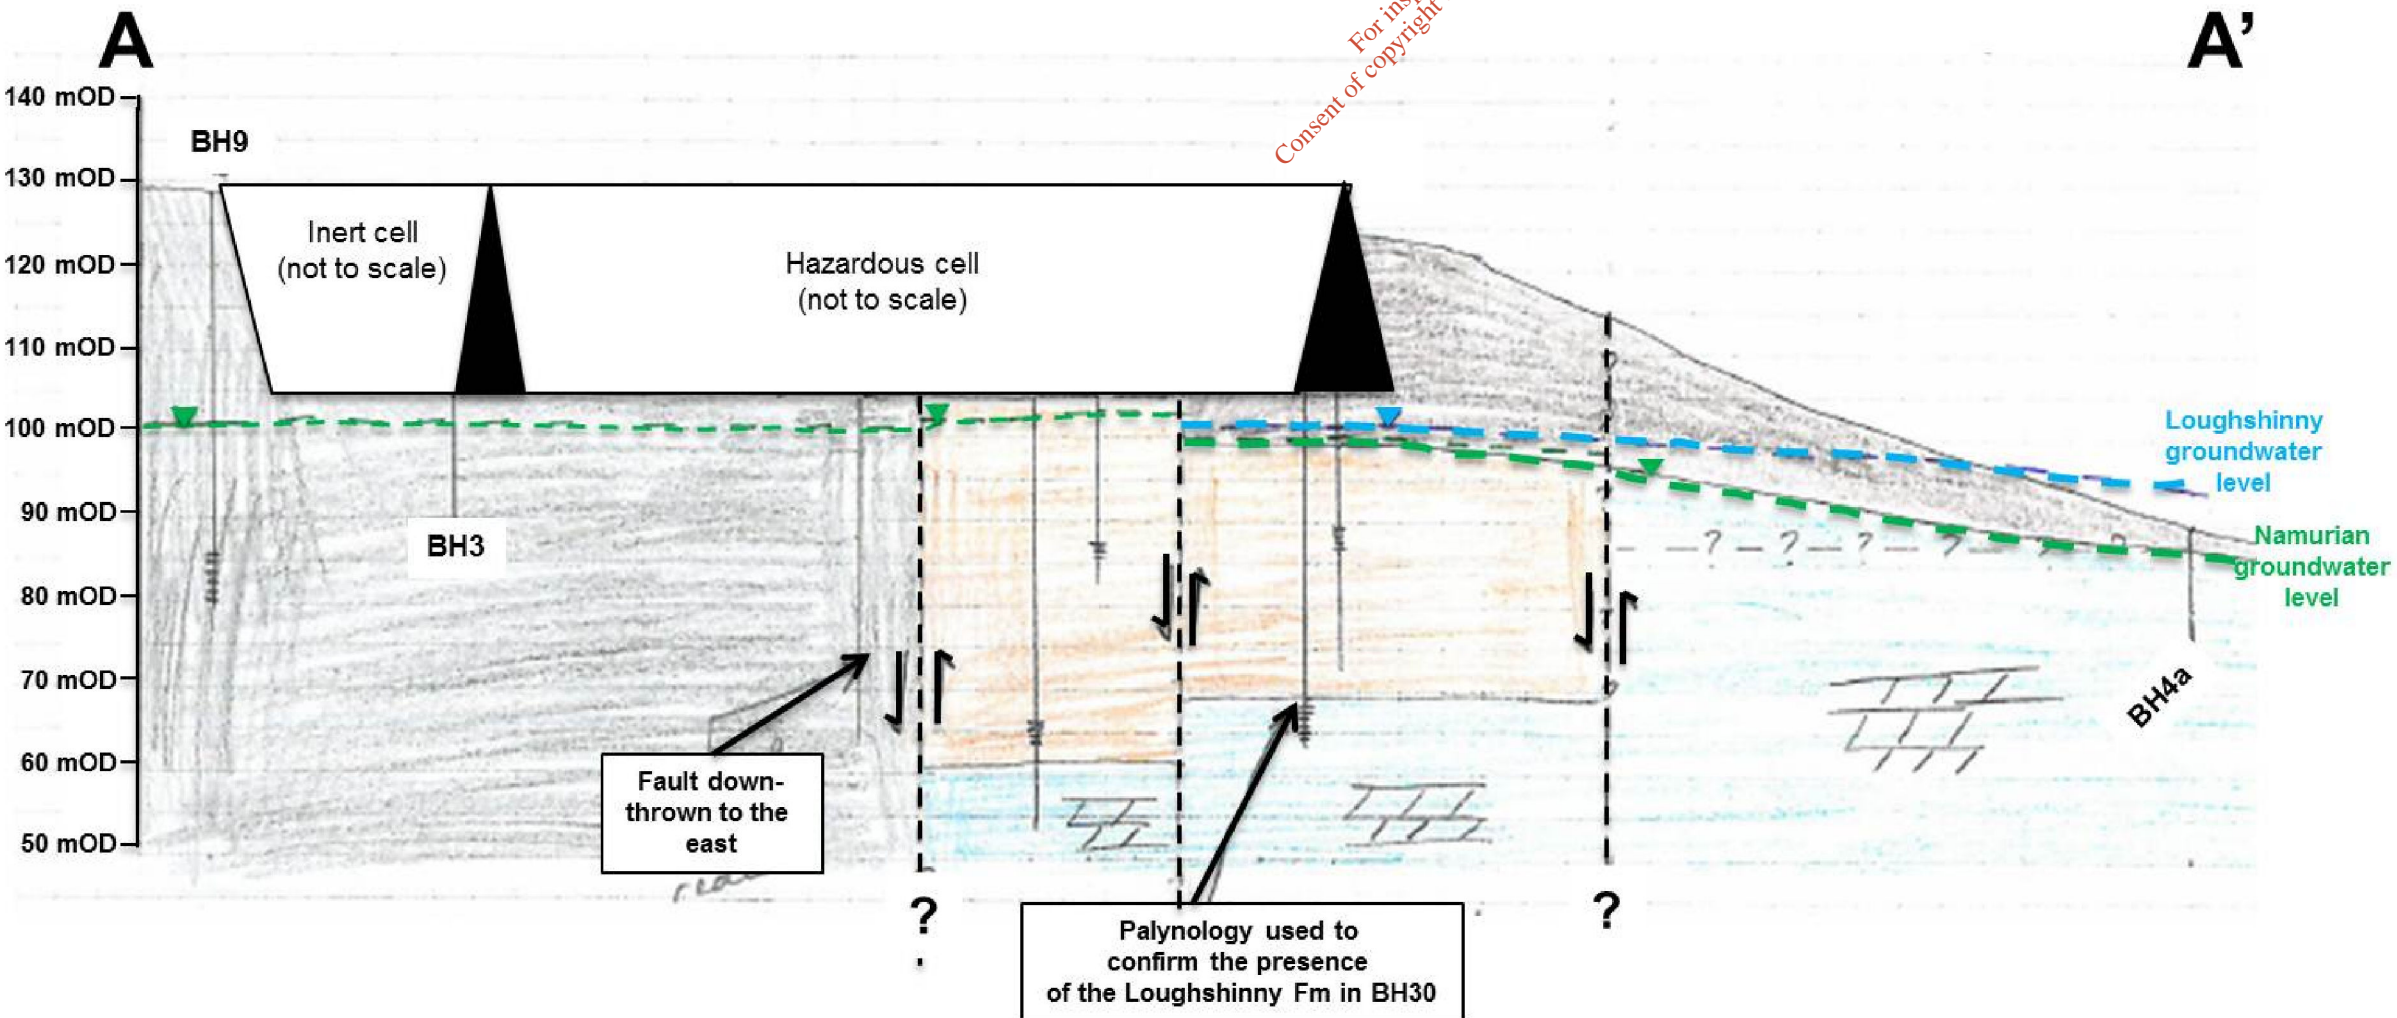 A
A’
For insp
Consent of copyright
140 mOD
130 mOD
120 mOD
110 mOD
100 mOD
90 mOD
80 mOD
70 mOD
60 mOD
50 mOD
BH9
Inert cell
(not to scale)
Hazardous cell
(not to scale)
BH3
Loughshinny
groundwater
level
Namurian
groundwater
level
? ? ? ? ?
BH4a
Fault down-
thrown to the
east
?
?
Palynology used to
confirm the presence
of the Loughshinny Fm in BH30